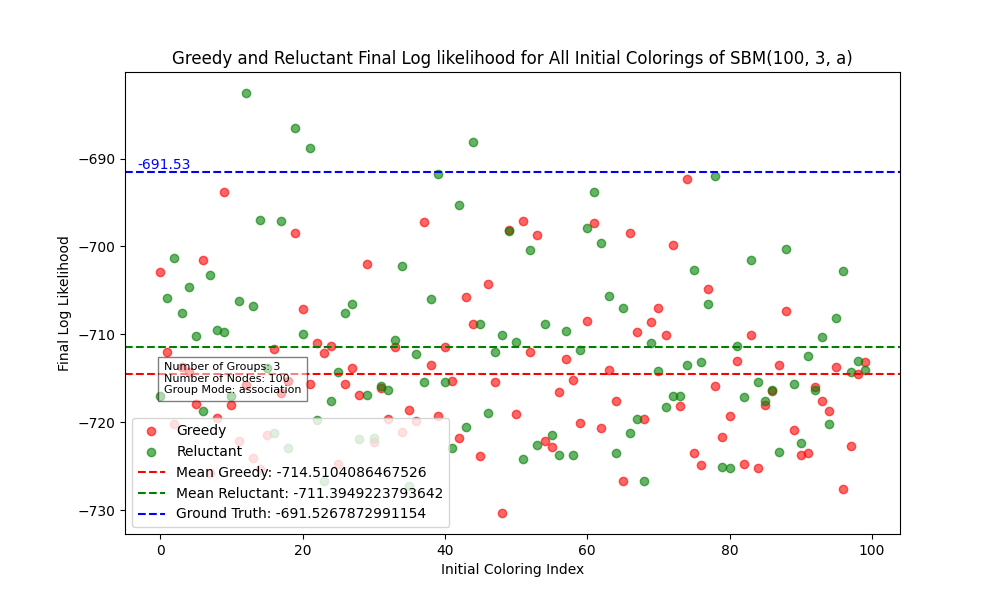 Greedy and Reluctant Final Log likelihood for All Initial Colorings of SBM(100, 3, a)
Final Log Likelihood
−690
−700
−710
−720
−730
-691.53
Number of Groups: 3
Number of Nodes: 100
Group Mode: association
Greedy
Reluctant
Mean Greedy: -714.5104086467526
Mean Reluctant: -711.3949223793642
Ground Truth: -691.5267872991154
0 20 40 60 80 100
Initial Coloring Index